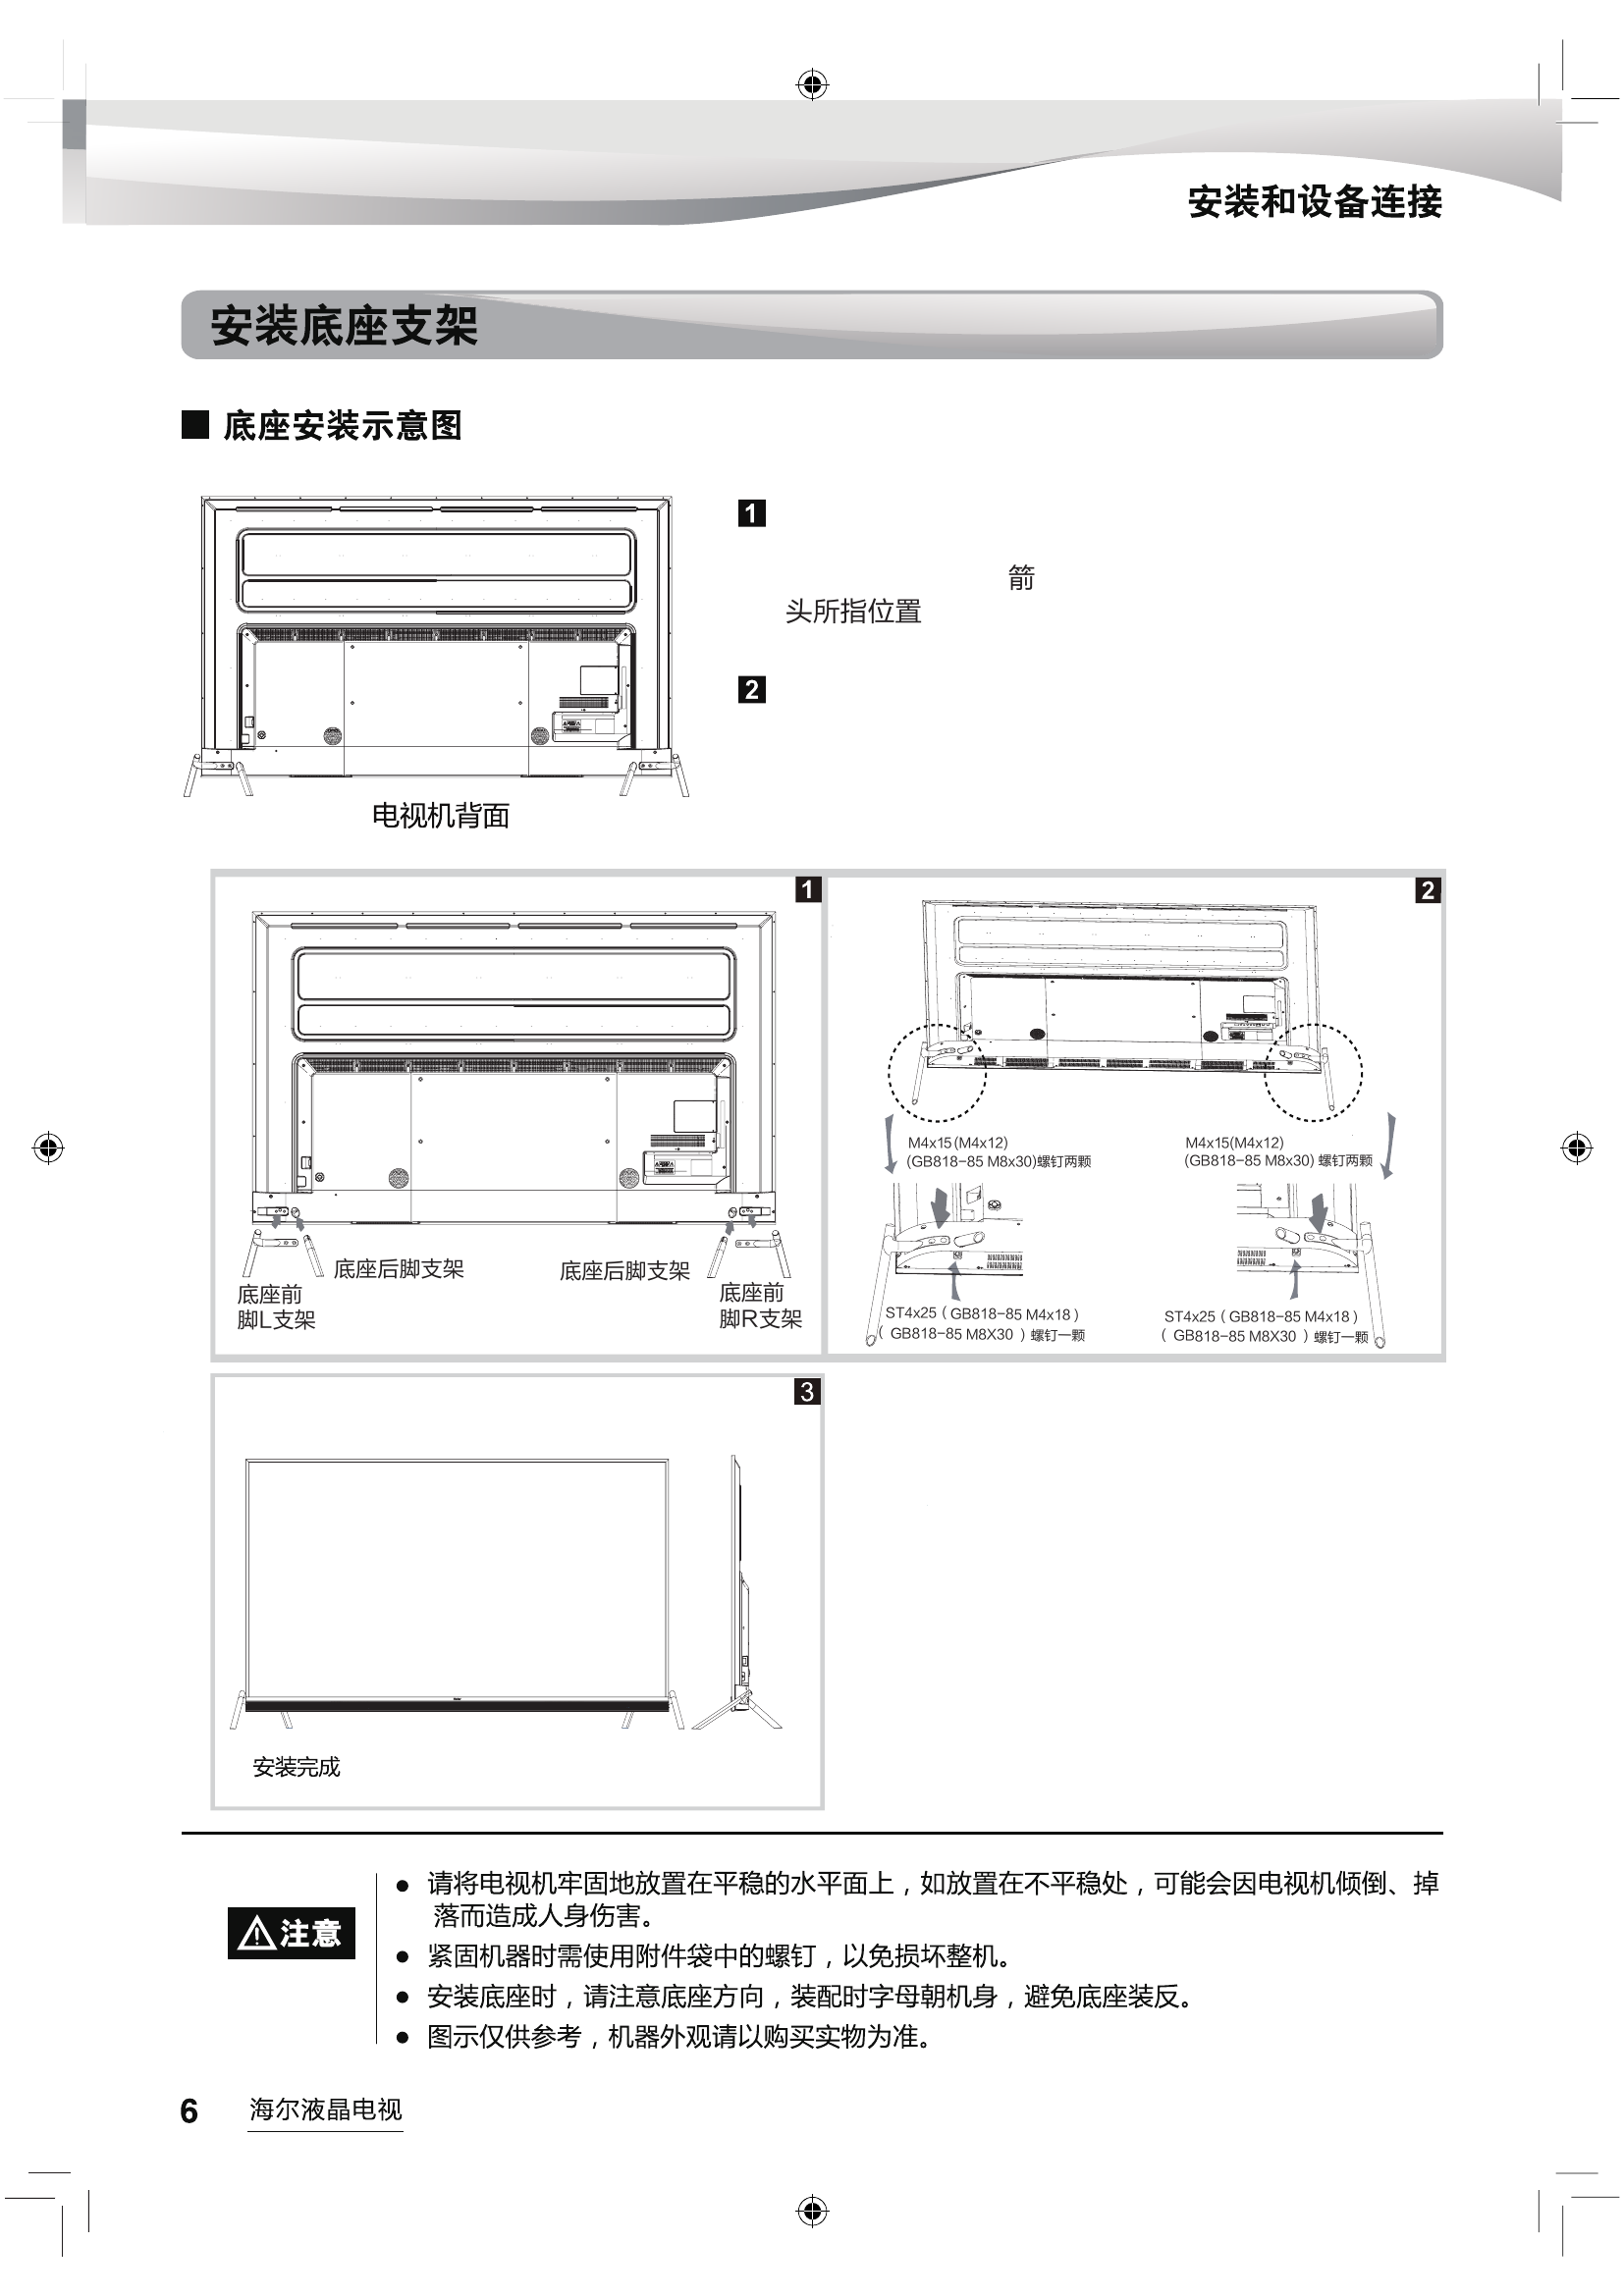 安装和设备连接
安装底座支架
■ 底座安装示意图
1
箭
头所指位置
2
电视机背面
1
底座后脚支架
底座后脚支架
底座前
脚L支架
底座前
脚R支架
2
M4x15(M4x12)
(GB818-85 M8x30)螺钉两颗
M4x15(M4x12)
(GB818-85 M8x30) 螺钉两颗
ST4x25（GB818-85 M4x18）
（ GB818-85 M8X30 ）螺钉一颗
ST4x25（GB818-85 M4x18）
（ GB818-85 M8X30 ）螺钉一颗
3
安装完成
注意
● 请将电视机牢固地放置在平稳的水平面上，如放置在不平稳处，可能会因电视机倾倒、掉
落而造成人身伤害。
● 紧固机器时需使用附件袋中的螺钉，以免损坏整机。
● 安装底座时，请注意底座方向，装配时字母朝机身，避免底座装反。
● 图示仅供参考，机器外观请以购买实物为准。
6 海尔液晶电视